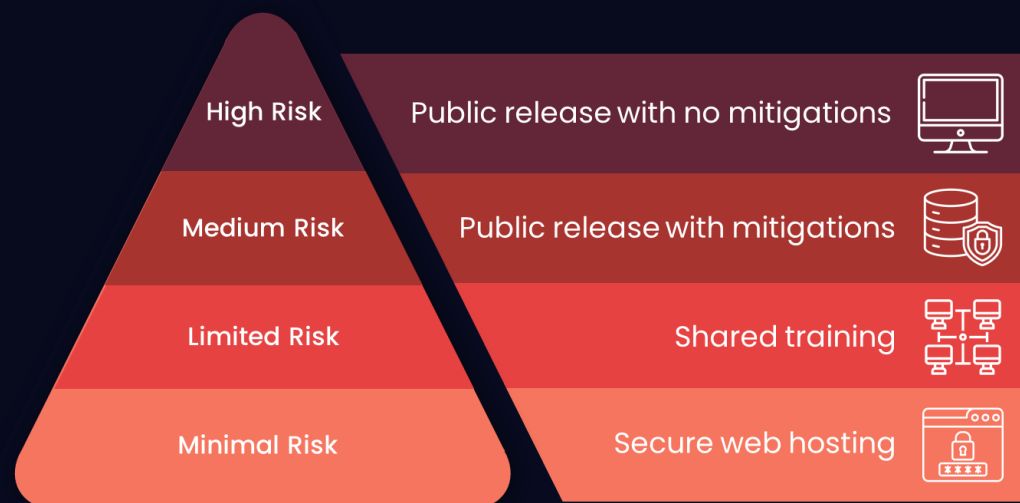 High Risk
Public release with no mitigations
Medium Risk
Public release with mitigations
Limited Risk
Shared training
Minimal Risk
Secure web hosting